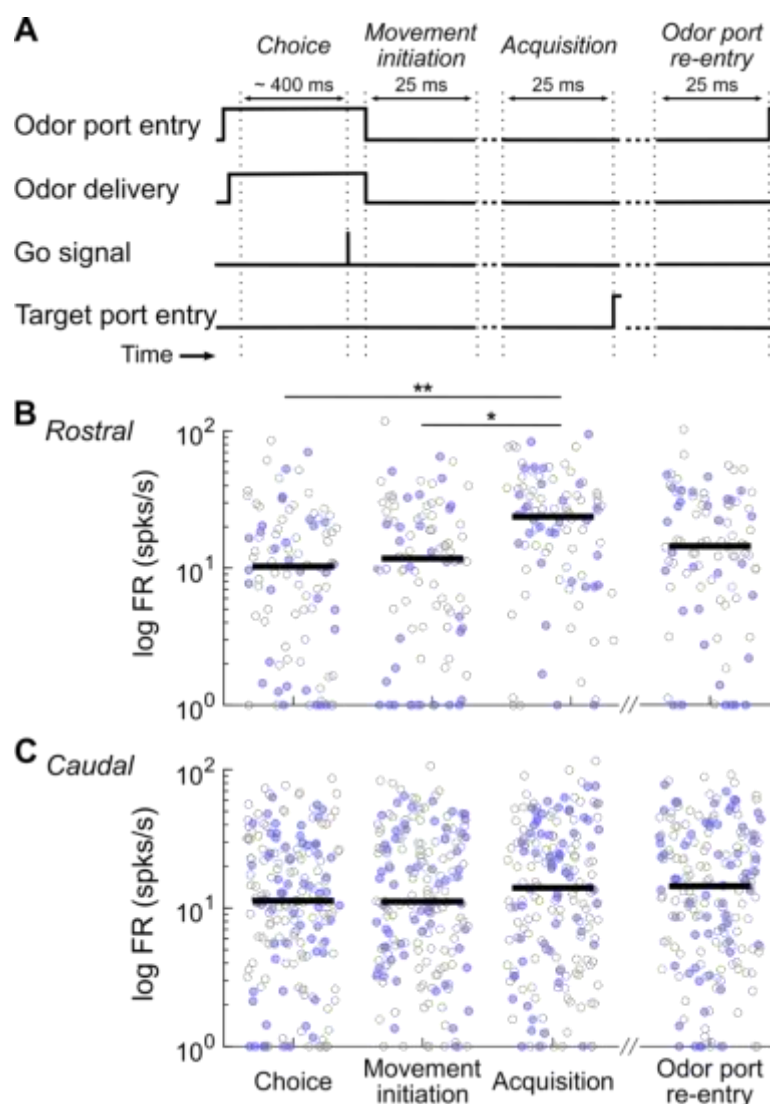 A
Choice
Movement
initiation
Acquisition
Odor port
re-entry
~ 400 ms
25 ms
25 ms
25 ms
Odor port entry
Odor delivery
Go signal
Target port entry
Time
B
Rostral
**
*
10²
10¹
10⁰
log FR (spks/s)
//
C
Caudal
10²
10¹
10⁰
log FR (spks/s)
//
Choice
Movement
initiation
Acquisition
Odor port
re-entry